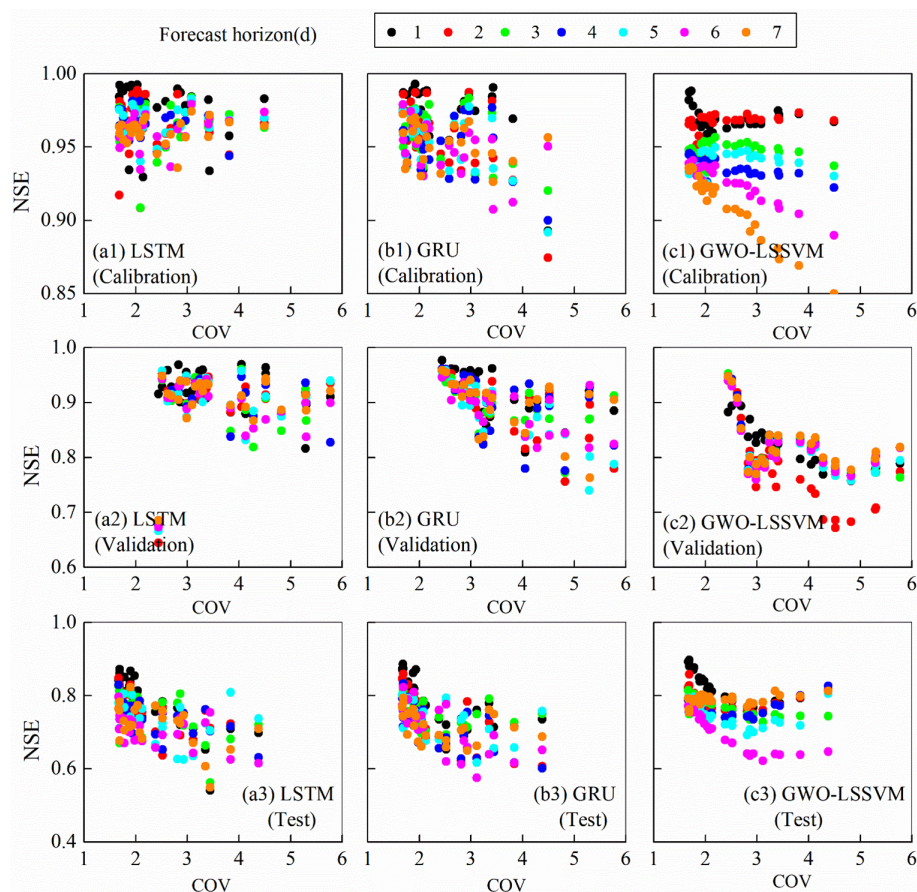 Forecast horizon(d) 1 2 3 4 5 6 7
NSE
1.00
0.95
0.90
0.85
(a1) LSTM
(Calibration)
1 2 3 4 5 6
COV
(b1) GRU
(Calibration)
1 2 3 4 5 6
COV
(c1) GWO-LSSVM
(Calibration)
1 2 3 4 5 6
COV
NSE
1.0
0.9
0.8
0.7
0.6
(a2) LSTM
(Validation)
1 2 3 4 5 6
COV
(b2) GRU
(Validation)
1 2 3 4 5 6
COV
(c2) GWO-LSSVM
(Validation)
1 2 3 4 5 6
COV
NSE
1.0
0.8
0.6
0.4
(a3) LSTM
(Test)
1 2 3 4 5 6
COV
(b3) GRU
(Test)
1 2 3 4 5 6
COV
(c3) GWO-LSSVM
(Test)
1 2 3 4 5 6
COV